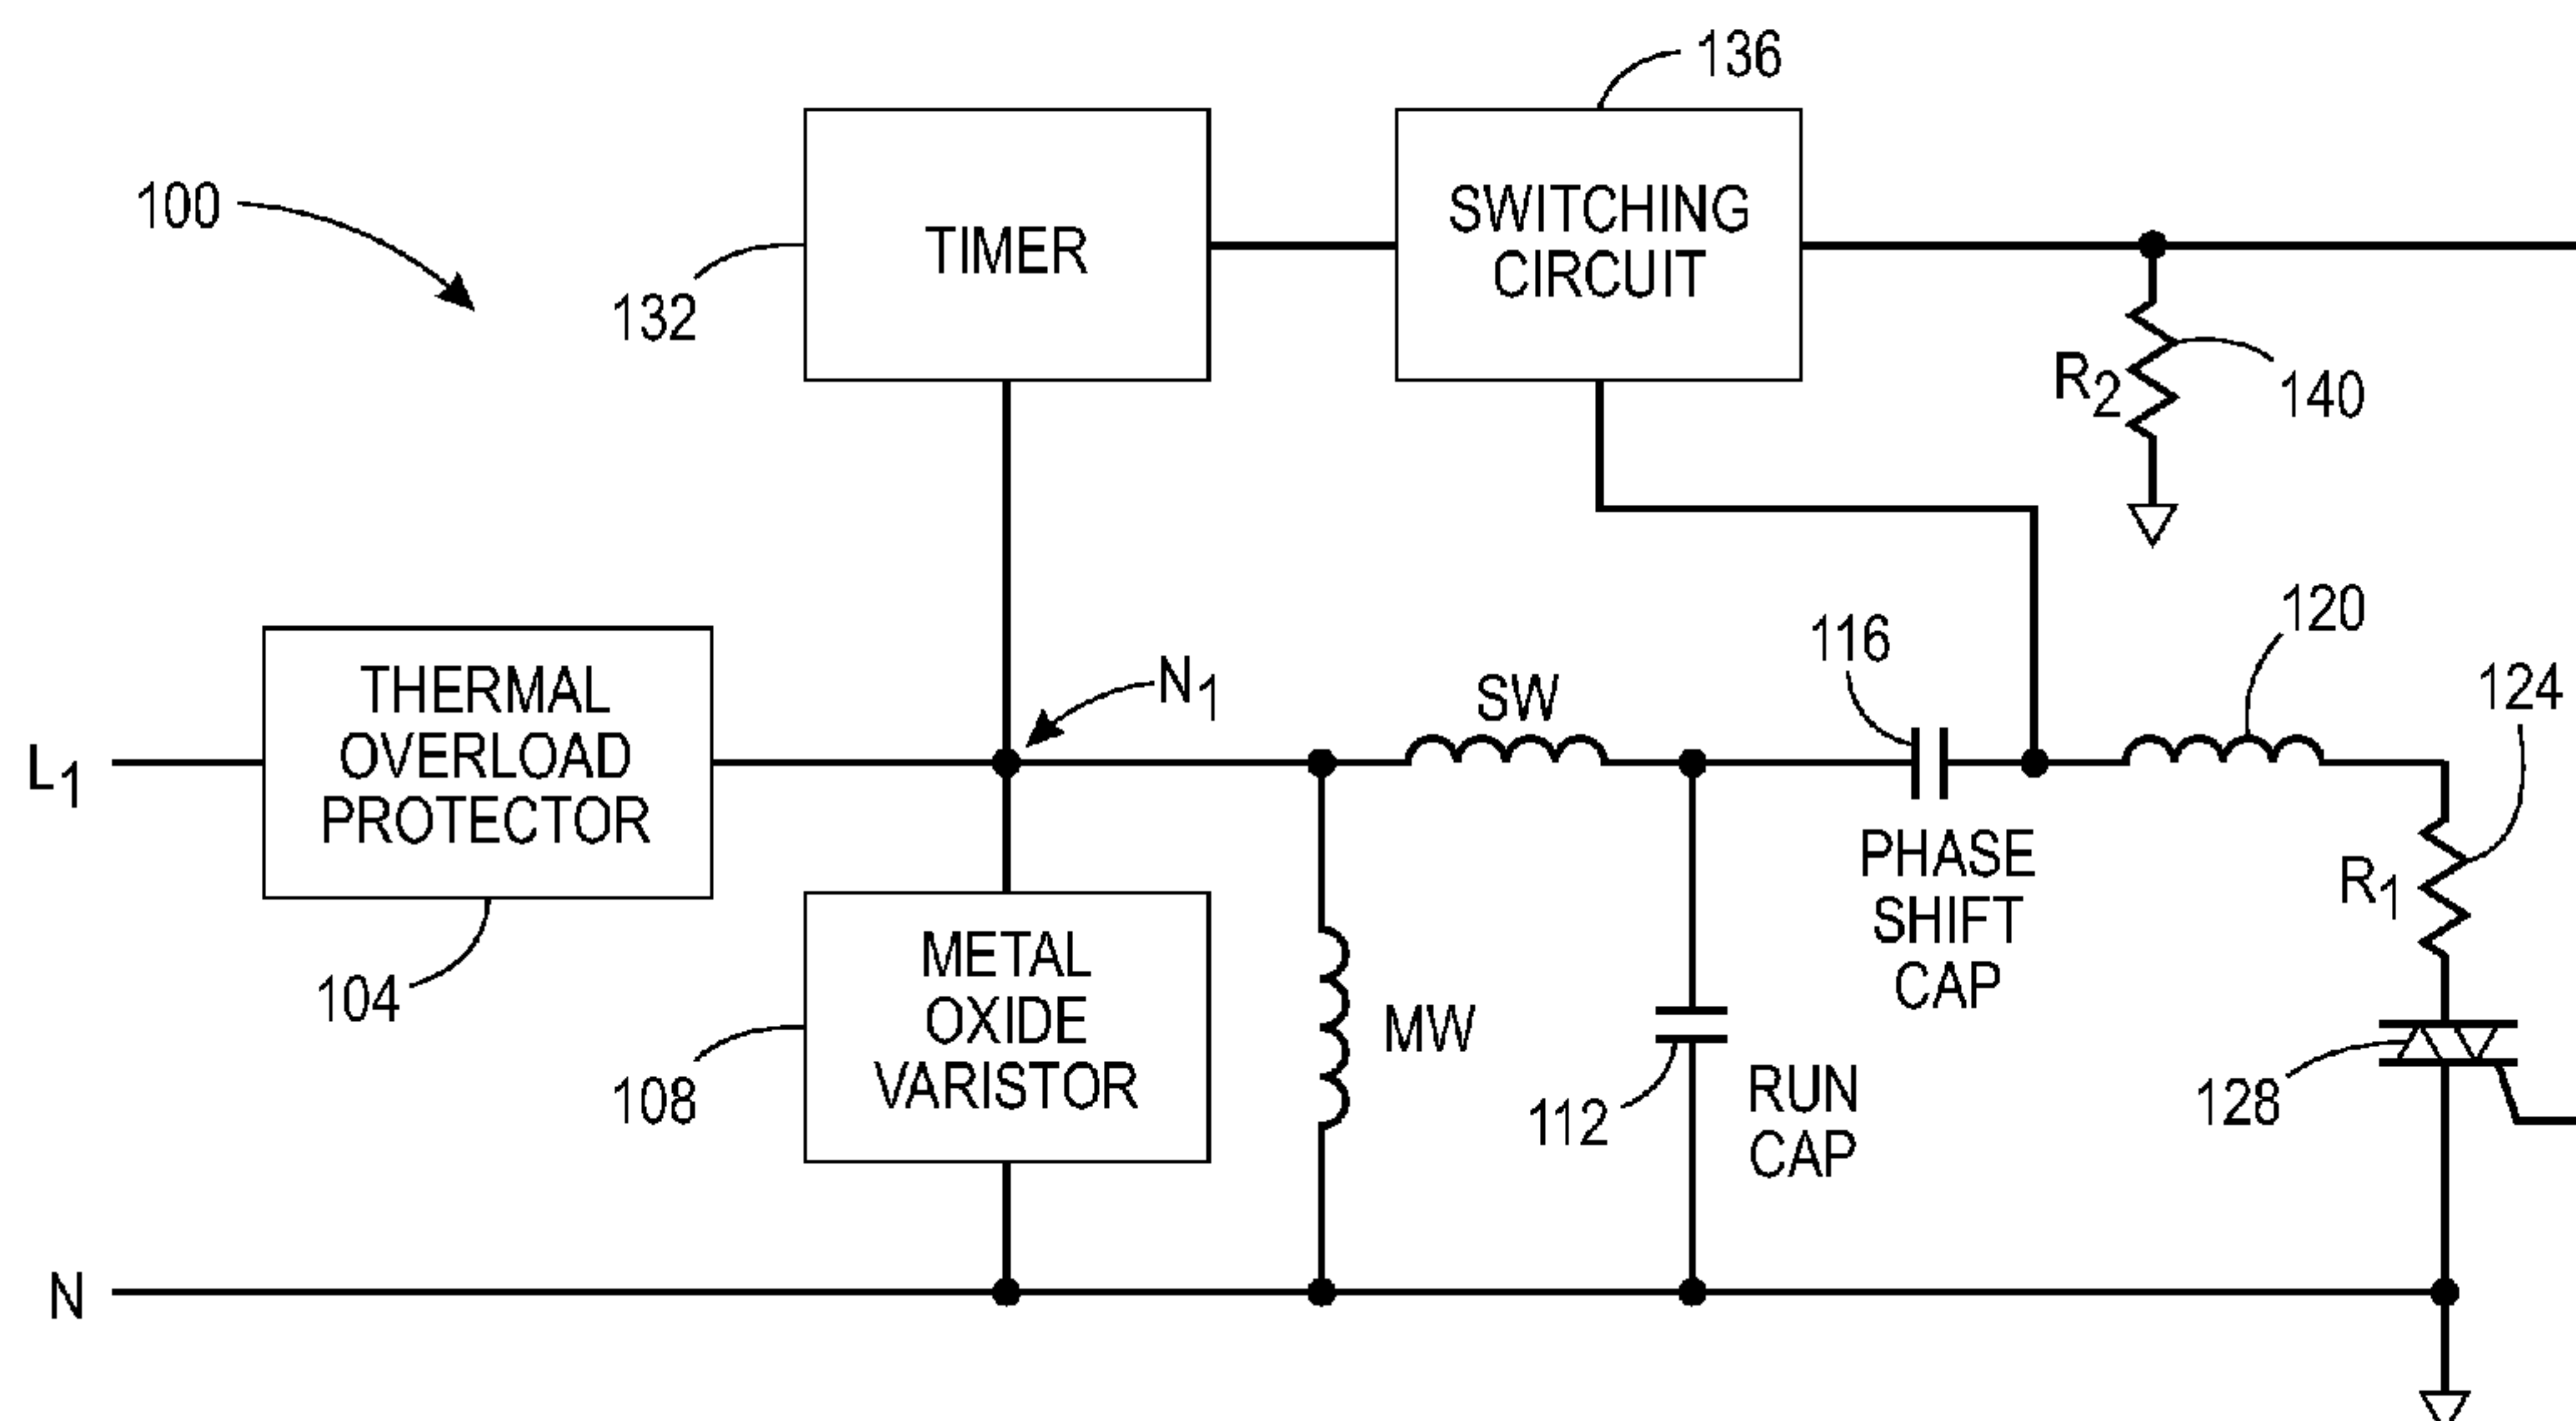 136
100
TIMER
SWITCHING
CIRCUIT
132
R2
140
120
116
124
N1
SW
THERMAL
OVERLOAD
PROTECTOR
L1
PHASE
SHIFT
CAP
R1
METAL
OXIDE
VARISTOR
104
MW
108
112
RUN
CAP
128
N